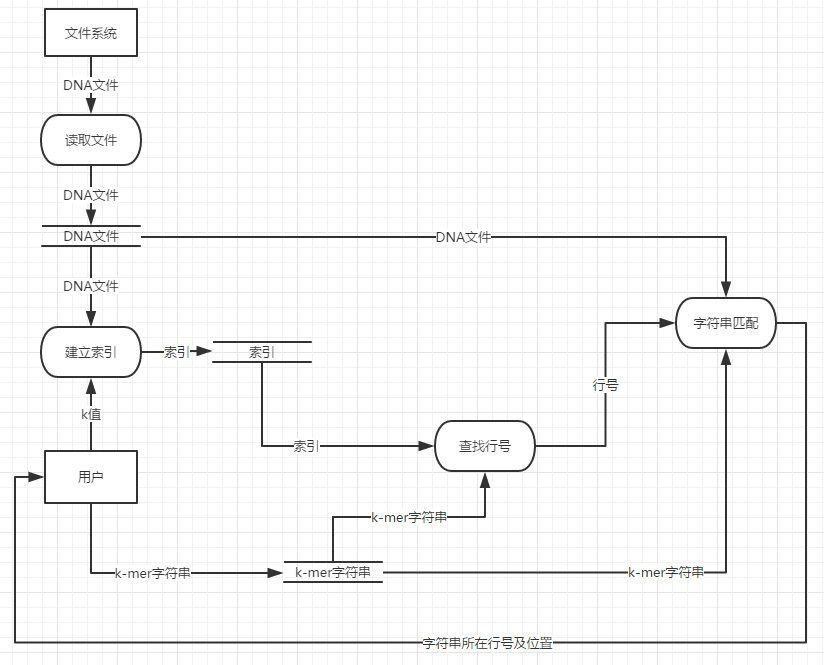 文件系统
DNA文件
读取文件
DNA文件
DNA文件
DNA文件
DNA文件
字符串匹配
建立索引
索引
索引
行号
k值
索引
查找行号
用户
k-mer字符串
k-mer字符串
k-mer字符串
k-mer字符串
字符串所在行号及位置